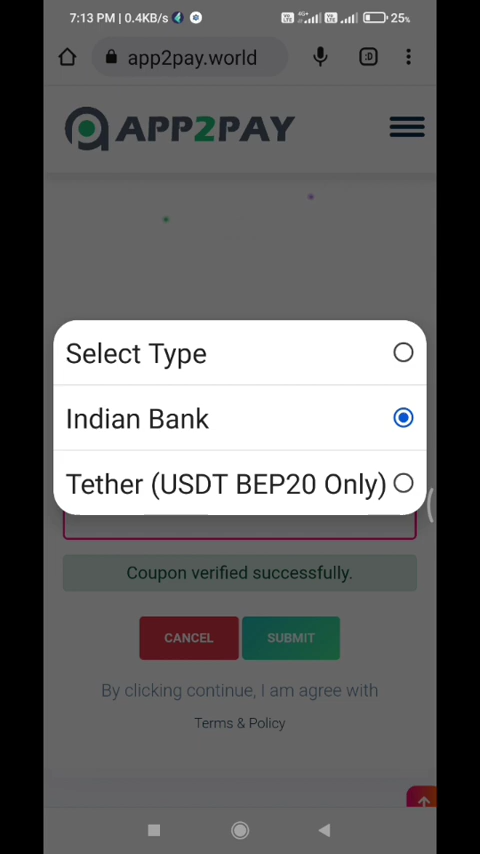 7:13 PM | 0.4KB/s
25%
app2pay.world
:D
APP2PAY
Select Type
Indian Bank
Tether (USDT BEP20 Only)
Coupon verified successfully.
CANCEL
SUBMIT
By clicking continue, I am agree with
Terms & Policy